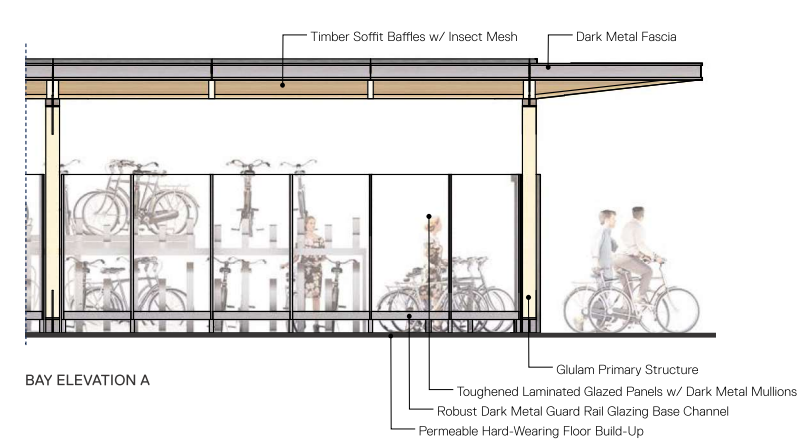 Timber Soffit Baffles w/ Insect Mesh
Dark Metal Fascia
Glulam Primary Structure
BAY ELEVATION A
Toughened Laminated Glazed Panels w/ Dark Metal Mullions
Robust Dark Metal Guard Rail Glazing Base Channel
Permeable Hard-Wearing Floor Build-Up